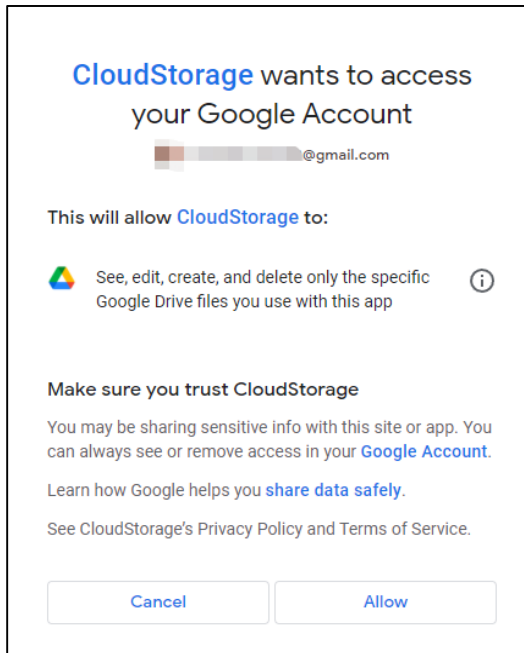 CloudStorage wants to access
your Google Account
@gmail.com
This will allow CloudStorage to:
See, edit, create, and delete only the specific
Google Drive files you use with this app
Make sure you trust CloudStorage
You may be sharing sensitive info with this site or app. You
can always see or remove access in your Google Account.
Learn how Google helps you share data safely.
See CloudStorage's Privacy Policy and Terms of Service.
Cancel
Allow